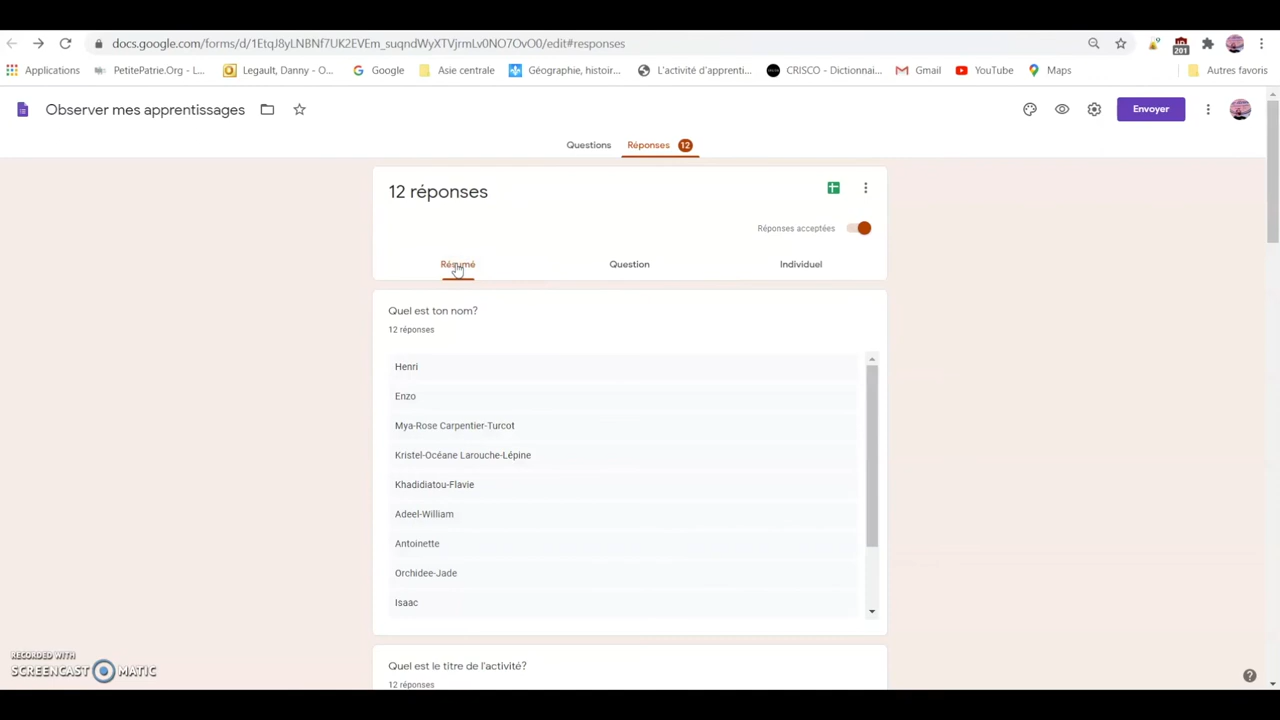 docs.google.com/forms/d/1EtqJ8yLNBNf7UK2EVEm_suqndWyXTVjrmLv0NO7OvO0/edit#responses
201
Applications PetitePatrie.Org - L... Legault, Danny - O... Google Asie centrale Géographie, histoir... L'activité d'apprenti... CRISCO - Dictionnai... Gmail YouTube Maps Autres favoris
Observer mes apprentissages Envoyer
Questions Réponses 12
12 réponses
Réponses acceptées
Résumé Question Individuel
Quel est ton nom?
12 réponses
Henri
Enzo
Mya-Rose Carpentier-Turcot
Kristel-Océane Larouche-Lépine
Khadidiatou-Flavie
Adeel-William
Antoinette
Orchidee-Jade
Isaac
Quel est le titre de l'activité?
12 réponses
RECORDED WITH
SCREENCAST MATIC